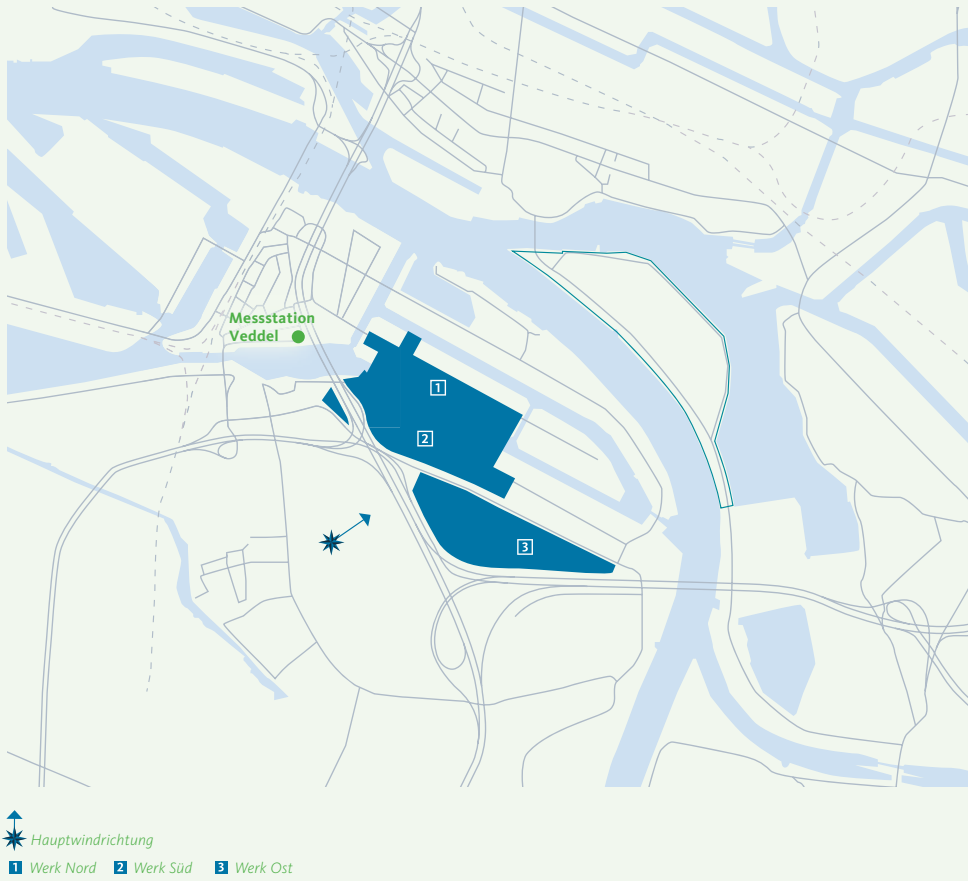 Messstation
Veddel
1
2
3
Hauptwindrichtung
1 Werk Nord 2 Werk Süd 3 Werk Ost